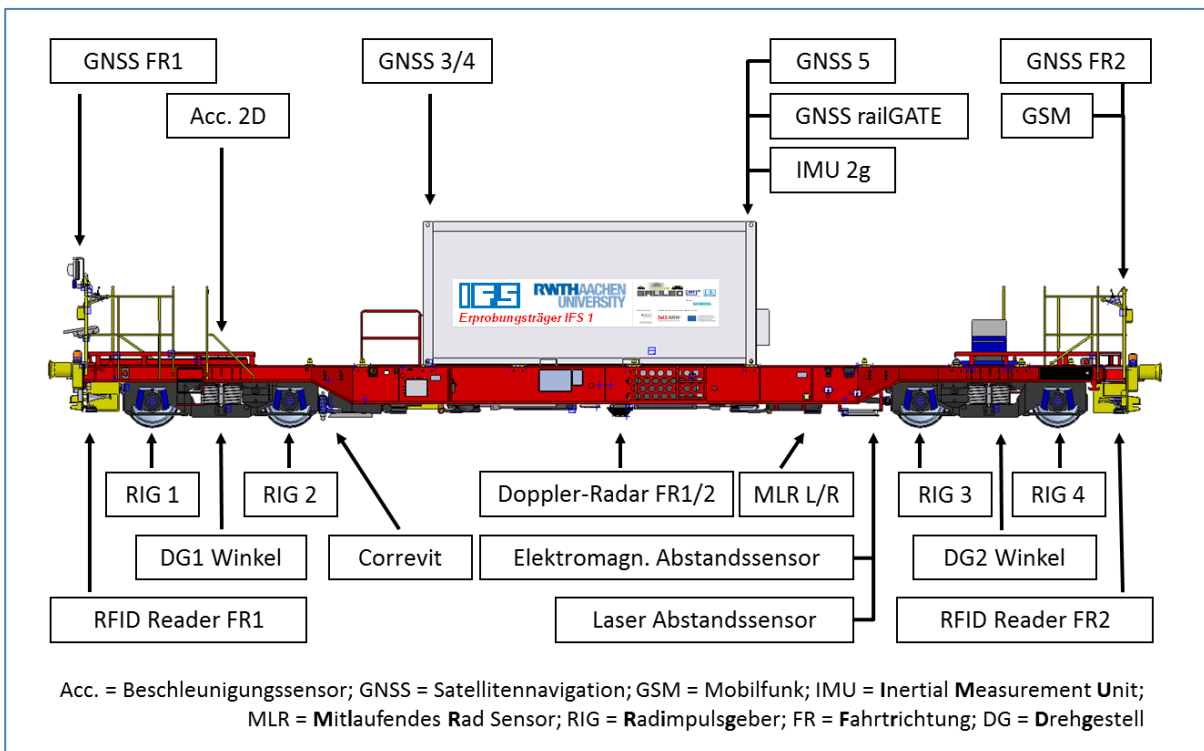 GNSS FR1
GNSS 3/4
GNSS 5
GNSS FR2
Acc. 2D
GNSS railGATE
GSM
IMU 2g
IFS
RWTHAACHEN
UNIVERSITY
GALILEO
SIEMENS
Erprobungsträger IFS 1
RIG 1
RIG 2
Doppler-Radar FR1/2
MLR L/R
RIG 3
RIG 4
DG1 Winkel
Correvit
Elektromagn. Abstandssensor
DG2 Winkel
RFID Reader FR1
Laser Abstandssensor
RFID Reader FR2
Acc. = Beschleunigungssensor; GNSS = Satellitennavigation; GSM = Mobilfunk; IMU = Inertial Measurement Unit;
MLR = Mitlaufendes Rad Sensor; RIG = Radimpulsgeber; FR = Fahrtrichtung; DG = Drehgestell